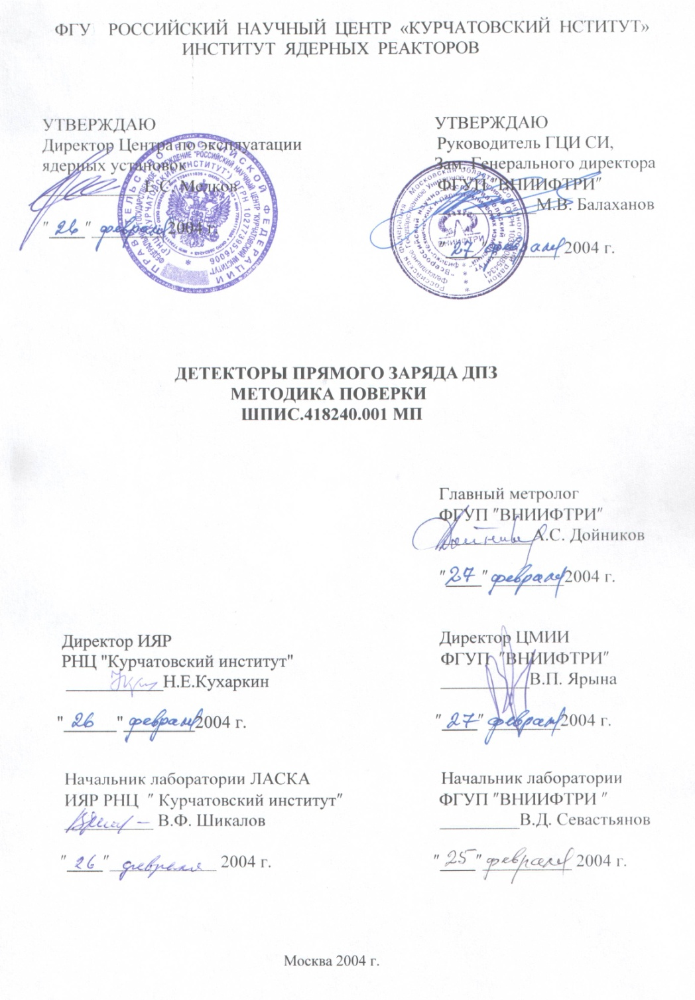 ФГУ РОССИЙСКИЙ НАУЧНЫЙ ЦЕНТР «КУРЧАТОВСКИЙ НСТИТУТ»
ИНСТИТУТ ЯДЕРНЫХ РЕАКТОРОВ
УТВЕРЖДАЮ
Директор Центра по эксплуатации
ядерных установок
Е.С. Мелков
"26" февраля 2004 г.
УТВЕРЖДАЮ
Руководитель ГЦИ СИ,
Зам. Генерального директора
ФГУП "ВНИИФТРИ"
М.В. Балаханов
"27" февраля 2004 г.
ДЕТЕКТОРЫ ПРЯМОГО ЗАРЯДА ДПЗ
МЕТОДИКА ПОВЕРКИ
ШПИС.418240.001 МП
Главный метролог
ФГУП "ВНИИФТРИ"
А.С. Дойников
"27" февраля 2004 г.
Директор ИЯР
РНЦ "Курчатовский институт"
Н.Е.Кухаркин
"26" февраля 2004 г.
Директор ЦМИИ
ФГУП "ВНИИФТРИ"
В.П. Ярына
"27" февраля 2004 г.
Начальник лаборатории ЛАСКА
ИЯР РНЦ " Курчатовский институт"
В.Ф. Шикалов
"26" февраля 2004 г.
Начальник лаборатории
ФГУП "ВНИИФТРИ "
В.Д. Севастьянов
"25" февраля 2004 г.
Москва 2004 г.